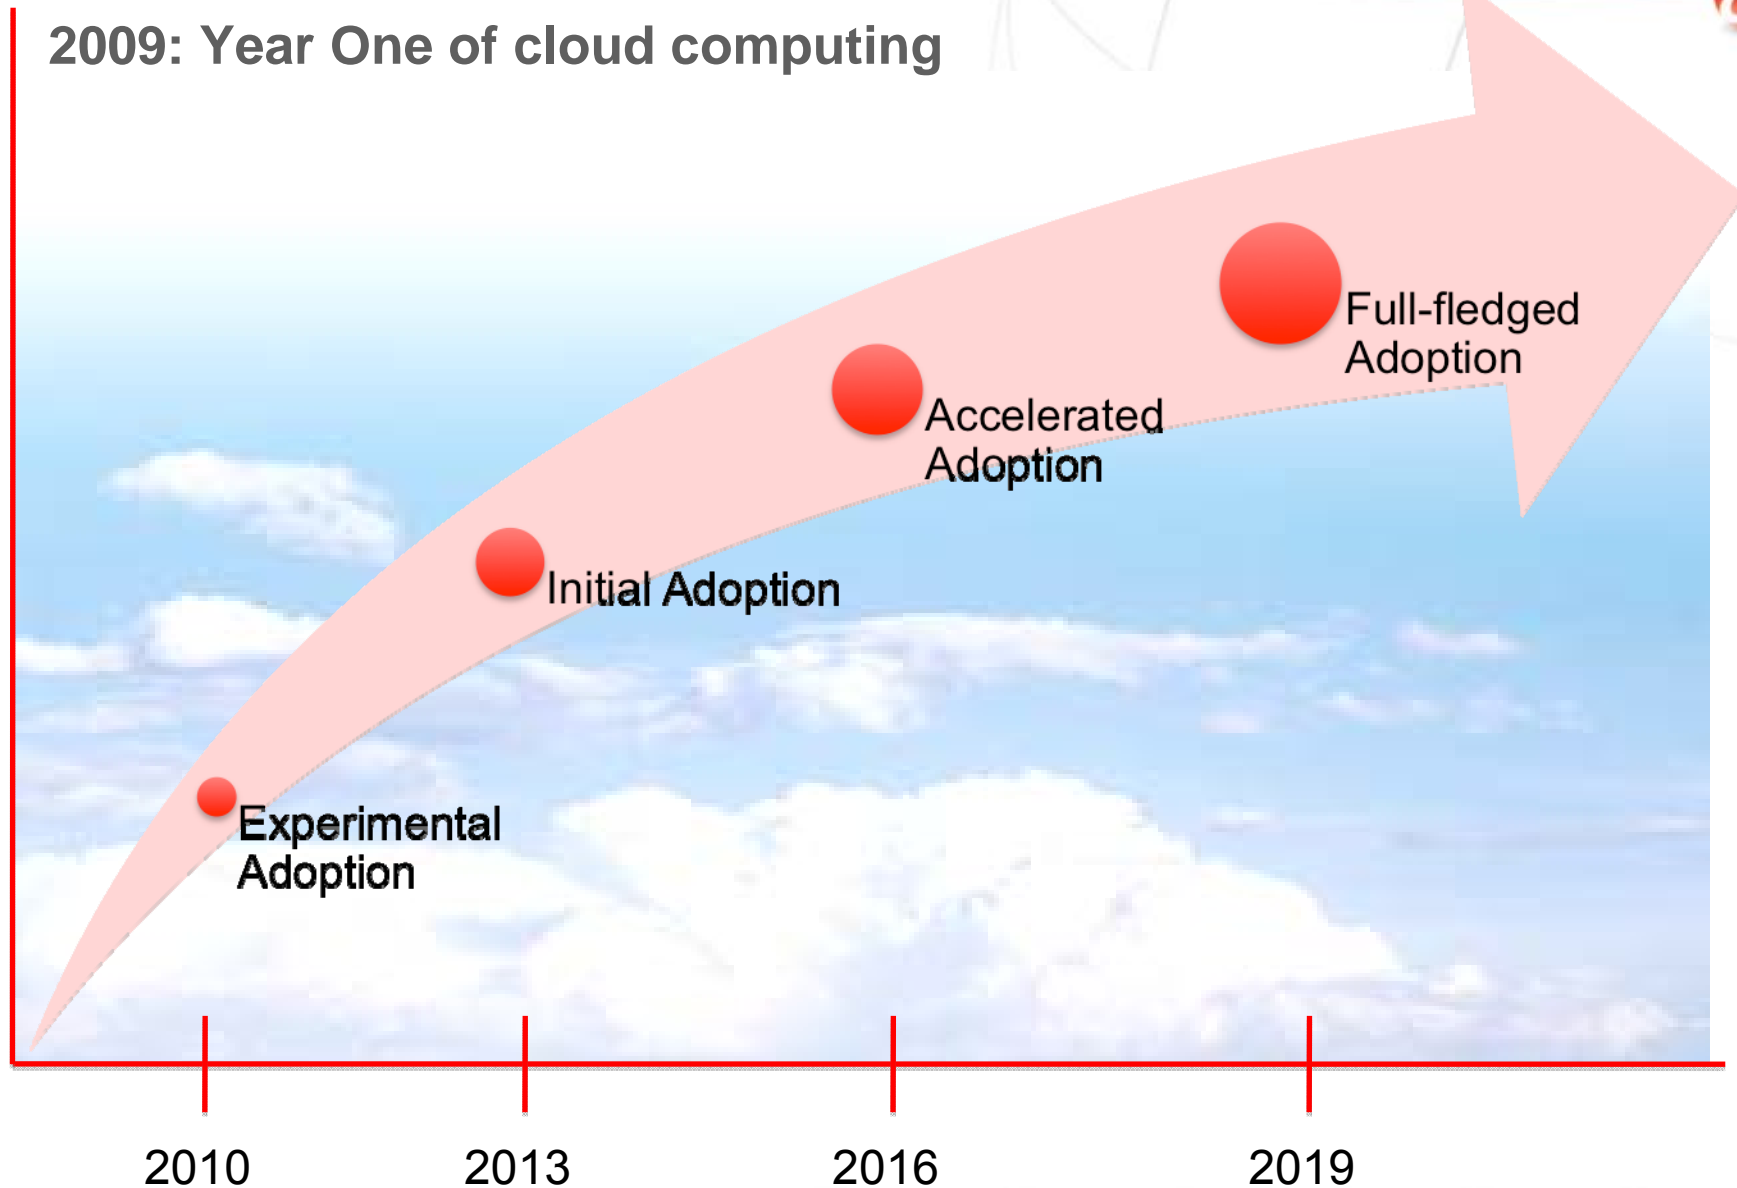 2009: Year One of cloud computing
Full-fledged
Adoption
Accelerated
Adoption
Initial Adoption
Experimental
Adoption
2010
2013
2016
2019